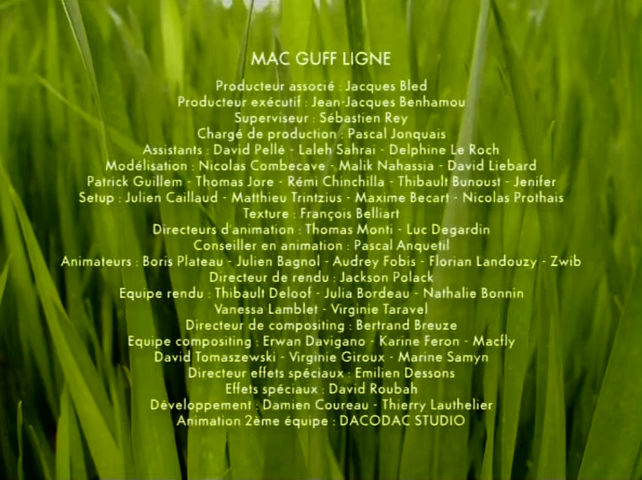 MAC GUFF LIGNE
Producteur associé : Jacques Bled
Producteur exécutif : Jean-Jacques Benhamou
Superviseur : Sébastien Rey
Chargé de production : Pascal Jonquais
Assistants : David Pellé - Laleh Sahrai - Delphine Le Roch
Modélisation : Nicolas Combecave - Malik Nahassia - David Liebard
Patrick Guillem - Thomas Jore - Rémi Chinchilla - Thibault Bunoust - Jenifer
Setup : Julien Caillaud - Matthieu Trintzius - Maxime Becart - Nicolas Prothais
Texture : François Belliart
Directeurs d'animation : Thomas Monti - Luc Degardin
Conseiller en animation : Pascal Anquetil
Animateurs : Boris Plateau - Julien Bagnol - Audrey Fobis - Florian Landouzy - Zwib
Directeur de rendu : Jackson Polack
Equipe rendu : Thibault Deloof - Julia Bordeau - Nathalie Bonnin
Vanessa Lamblet - Virginie Taravel
Directeur de compositing : Bertrand Breuze
Equipe compositing : Erwan Davigano - Karine Feron - Macfly
David Tomaszewski - Virginie Giroux - Marine Samyn
Directeur effets spéciaux : Emilien Dessons
Effets spéciaux : David Roubah
Développement : Damien Coureau - Thierry Lauthelier
Animation 2ème équipe : DACODAC STUDIO